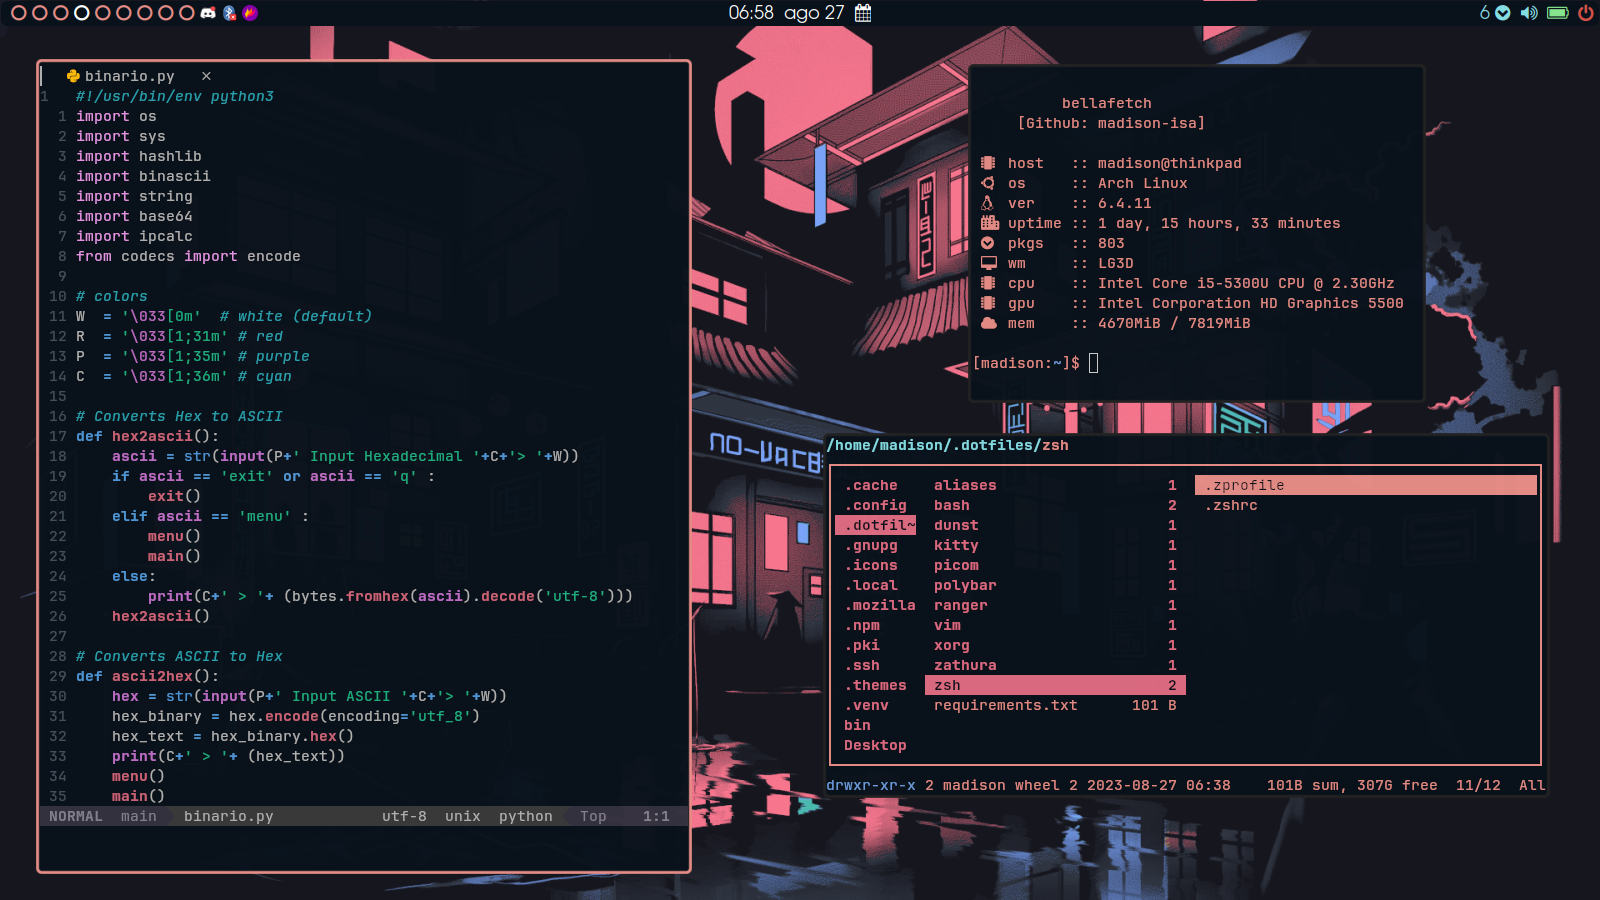 06:58 ago 27
6
binario.py ×
1 #!/usr/bin/env python3
1 import os
2 import sys
3 import hashlib
4 import binascii
5 import string
6 import base64
7 import ipcalc
8 from codecs import encode
9
10 # colors
11 W = '\033[0m' # white (default)
12 R = '\033[1;31m' # red
13 P = '\033[1;35m' # purple
14 C = '\033[1;36m' # cyan
15
16 # Converts Hex to ASCII
17 def hex2ascii():
18 ascii = str(input(P+' Input Hexadecimal '+C+'> '+W))
19 if ascii == 'exit' or ascii == 'q' :
20 exit()
21 elif ascii == 'menu' :
22 menu()
23 main()
24 else:
25 print(C+' > '+ (bytes.fromhex(ascii).decode('utf-8')))
26 hex2ascii()
27
28 # Converts ASCII to Hex
29 def ascii2hex():
30 hex = str(input(P+' Input ASCII '+C+'> '+W))
31 hex_binary = hex.encode(encoding='utf_8')
32 hex_text = hex_binary.hex()
33 print(C+' > '+ (hex_text))
34 menu()
35 main()
NORMAL main binario.py utf-8 unix python Top 1:1
bellafetch
[Github: madison-isa]
host :: madison@thinkpad
os :: Arch Linux
ver :: 6.4.11
uptime :: 1 day, 15 hours, 33 minutes
pkgs :: 803
wm :: LG3D
cpu :: Intel Core i5-5300U CPU @ 2.30GHz
gpu :: Intel Corporation HD Graphics 5500
mem :: 4670MiB / 7819MiB
[madison:~]$
/home/madison/.dotfiles/zsh
.cache aliases 1 .zprofile
.config bash 2 .zshrc
.dotfil~ dunst 1
.gnupg kitty 1
.icons picom 1
.local polybar 1
.mozilla ranger 1
.npm vim 1
.pki xorg 1
.ssh zathura 1
.themes zsh 2
.venv requirements.txt 101 B
bin
Desktop
drwxr-xr-x 2 madison wheel 2 2023-08-27 06:38 101B sum, 307G free 11/12 All